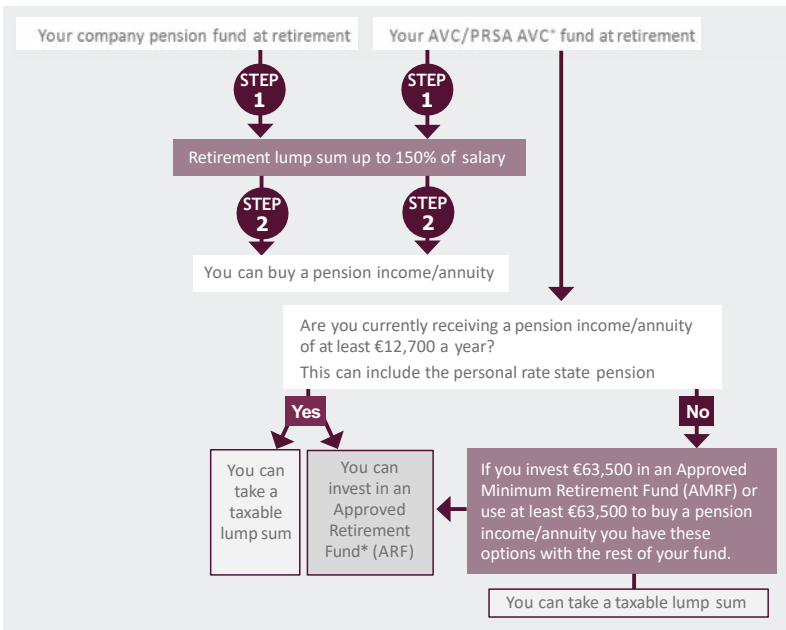 Your company pension fund at retirement
Your AVC/PRSA AVC* fund at retirement
STEP
1
STEP
1
Retirement lump sum up to 150% of salary
STEP
2
STEP
2
You can buy a pension income/annuity
Are you currently receiving a pension income/annuity
of at least €12,700 a year?
This can include the personal rate state pension
Yes
No
You can
take a
taxable
lump sum
You can
invest in an
Approved
Retirement
Fund* (ARF)
If you invest €63,500 in an Approved
Minimum Retirement Fund (AMRF) or
use at least €63,500 to buy a pension
income/annuity you have these
options with the rest of your fund.
You can take a taxable lump sum